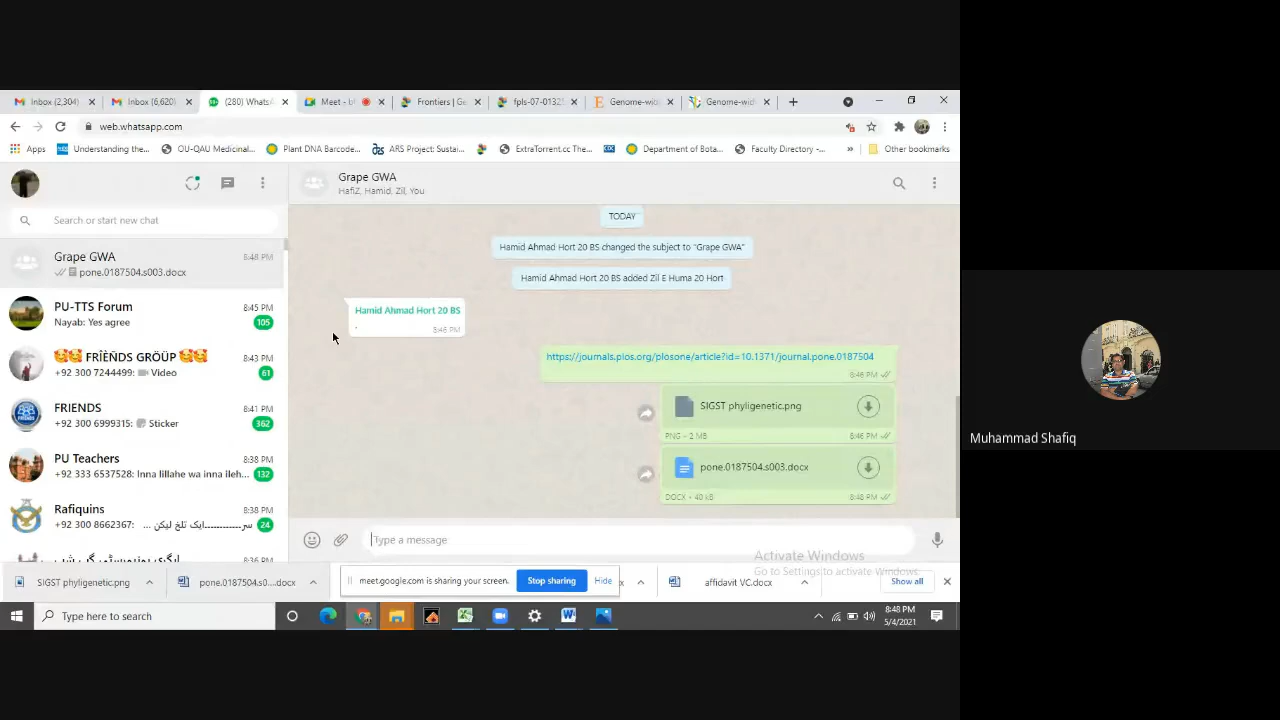 Inbox (2,304)
Inbox (6,620)
(280) WhatsA
Meet - b
Frontiers | Ge
fpls-07-0132
Genome-wid
Genome-wid
web.whatsapp.com
Apps
Understanding the...
OU-QAU Medicinal...
Plant DNA Barcode...
ARS Project: Sustai...
ExtraTorrent.cc The...
Department of Bota...
Faculty Directory -...
»
Other bookmarks
Search or start new chat
Grape GWA
8:48 PM
pone.0187504.s003.docx
PU-TTS Forum
8:45 PM
Nayab: Yes agree
105
🥰🥰 FRÌEŃDS GRÖÜP 🥰🥰
8:43 PM
+92 300 7244499: Video
61
FRIENDS
8:41 PM
+92 300 6999315: Sticker
362
PU Teachers
8:38 PM
+92 333 6537528: Inna lillahe wa inna ileh...
132
Rafiquins
8:38 PM
+92 300 8662367: سر------------ایک تلخ لیکن ...
24
8:36 PM
Grape GWA
HafiZ, Hamid, Zil, You
TODAY
Hamid Ahmad Hort 20 BS changed the subject to "Grape GWA"
Hamid Ahmad Hort 20 BS added Zil E Huma 20 Hort
Hamid Ahmad Hort 20 BS
.
8:46 PM
https://journals.plos.org/plosone/article?id=10.1371/journal.pone.0187504
8:46 PM
SIGST phyligenetic.png
PNG • 2 MB
8:46 PM
pone.0187504.s003.docx
DOCX • 40 kB
8:48 PM
Type a message
Activate Windows
Go to Settings to activate Windows.
SIGST phyligenetic.png
pone.0187504.s0....docx
meet.google.com is sharing your screen.
Stop sharing
Hide
x
affidavit VC.docx
Show all
Type here to search
8:48 PM
5/4/2021
Muhammad Shafiq